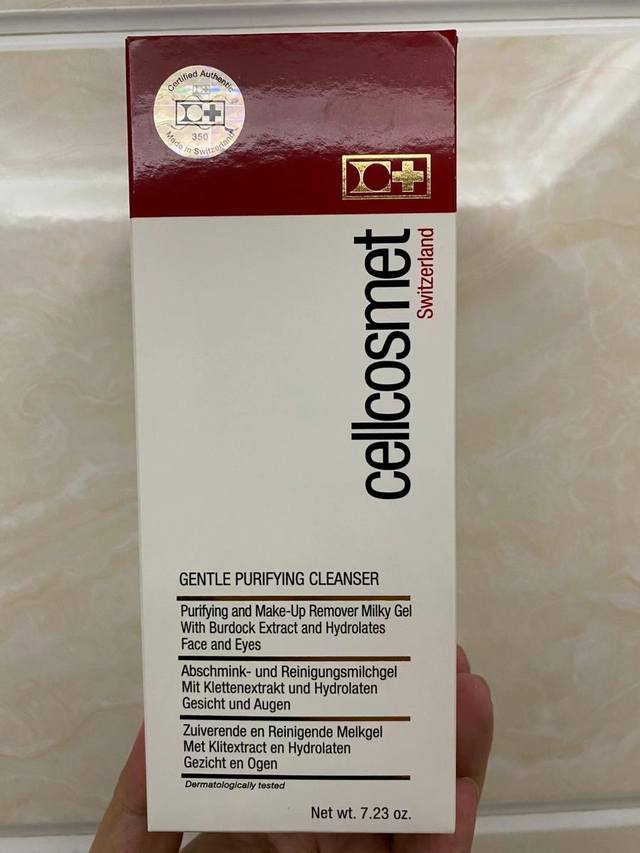 Certified Authentic
350
Made in Switzerland
cellcosmet
Switzerland
GENTLE PURIFYING CLEANSER
Purifying and Make-Up Remover Milky Gel
With Burdock Extract and Hydrolates
Face and Eyes
Abschmink- und Reinigungsmilchgel
Mit Klettenextrakt und Hydrolaten
Gesicht und Augen
Zuiverende en Reinigende Melkgel
Met Klitextract en Hydrolaten
Gezicht en Ogen
Dermatologically tested
Net wt. 7.23 oz.